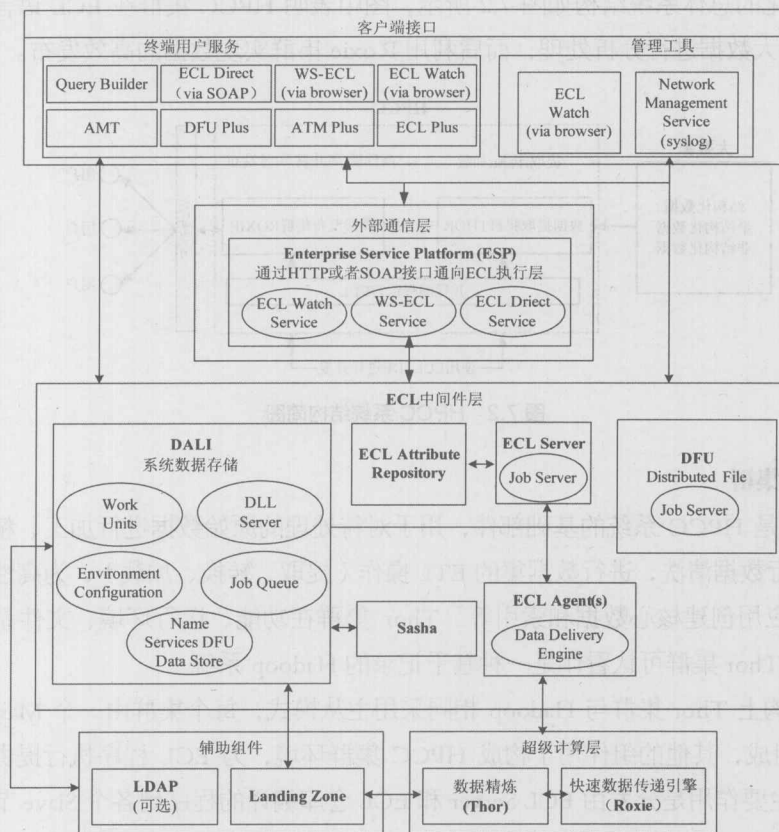 客户端接口
终端用户服务
管理工具
Query Builder
ECL Direct
（via SOAP）
WS-ECL
(via browser)
ECL Watch
(via browser)
AMT
DFU Plus
ATM Plus
ECL Plus
ECL
Watch
(via browser)
Network
Management
Service
(syslog)
外部通信层
Enterprise Service Platform (ESP)
通过HTTP或者SOAP接口通向ECL执行层
ECL Watch
Service
WS-ECL
Service
ECL Driect
Service
ECL中间件层
DALI
系统数据存储
Work
Units
DLL
Server
Environment
Configuration
Job Queue
Name
Services DFU
Data Store
ECL Attribute
Repository
ECL Server
Job Server
DFU
Distributed File
Job Server
Sasha
ECL Agent(s)
Data Delivery
Engine
辅助组件
LDAP
(可选)
Landing Zone
超级计算层
数据精炼
(Thor)
快速数据传递引擎
(Roxie)